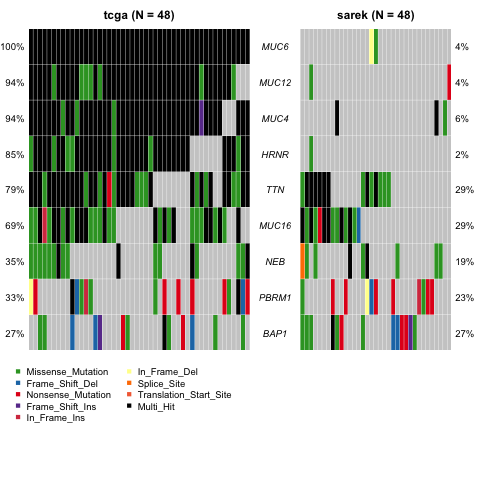 tcga (N = 48) sarek (N = 48)
100% MUC6 4%
94% MUC12 4%
94% MUC4 6%
85% HRNR 2%
79% TTN 29%
69% MUC16 29%
35% NEB 19%
33% PBRM1 23%
27% BAP1 27%
Missense_Mutation In_Frame_Del
Frame_Shift_Del Splice_Site
Nonsense_Mutation Translation_Start_Site
Frame_Shift_Ins Multi_Hit
In_Frame_Ins